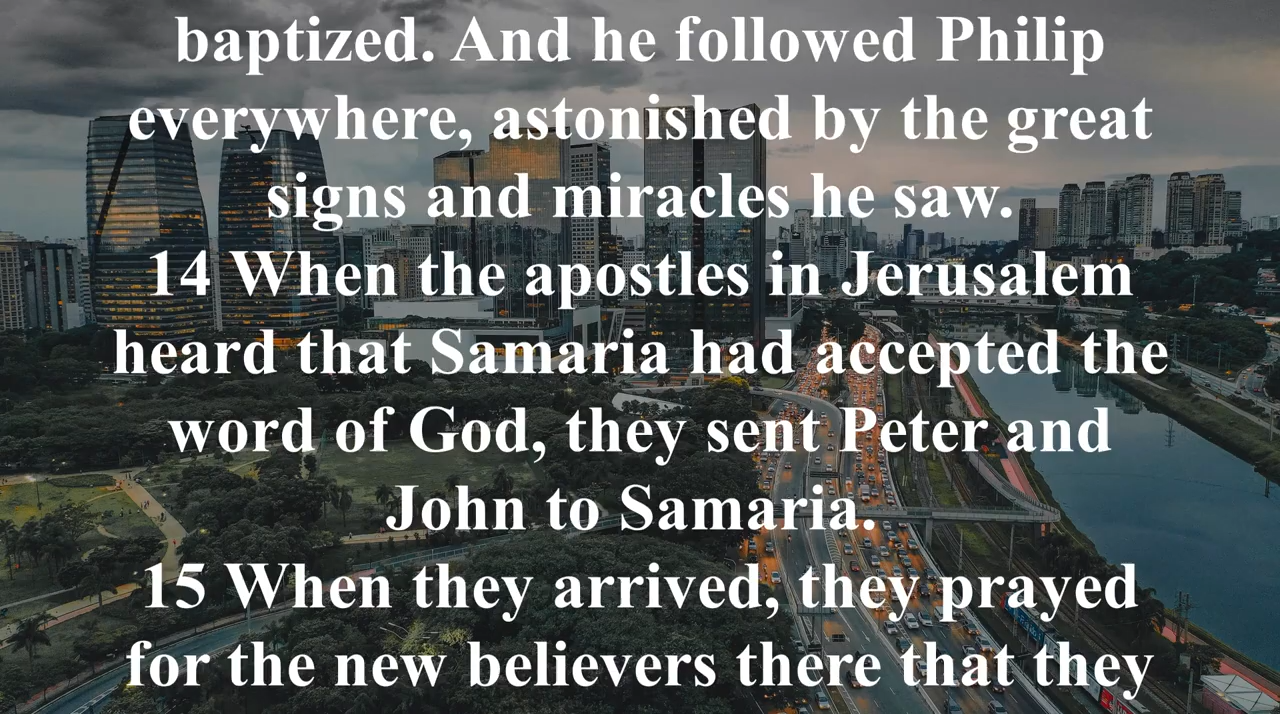 baptized. And he followed Philip
everywhere, astonished by the great
signs and miracles he saw.
14 When the apostles in Jerusalem
heard that Samaria had accepted the
word of God, they sent Peter and
John to Samaria.
15 When they arrived, they prayed
for the new believers there that they